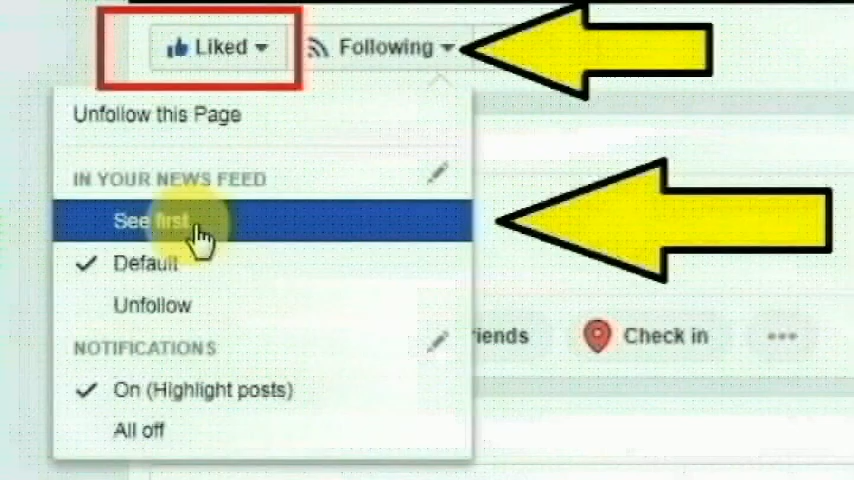 Liked Following
Unfollow this Page
IN YOUR NEWS FEED
See first
Default
Unfollow
riends Check in
NOTIFICATIONS
On (Highlight posts)
All off